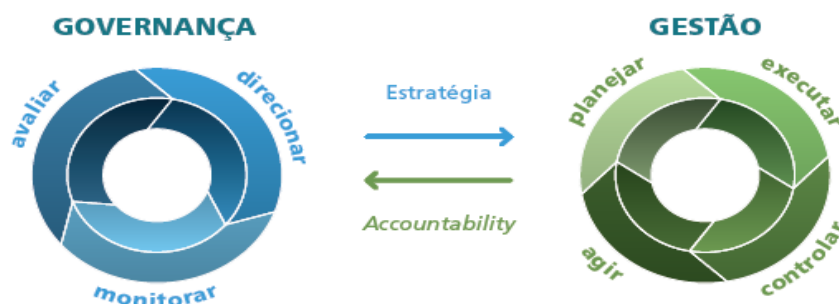 GOVERNANÇA
GESTÃO
avaliar
direcionar
monitorar
Estratégia
Accountability
planejar
executar
controlar
agir